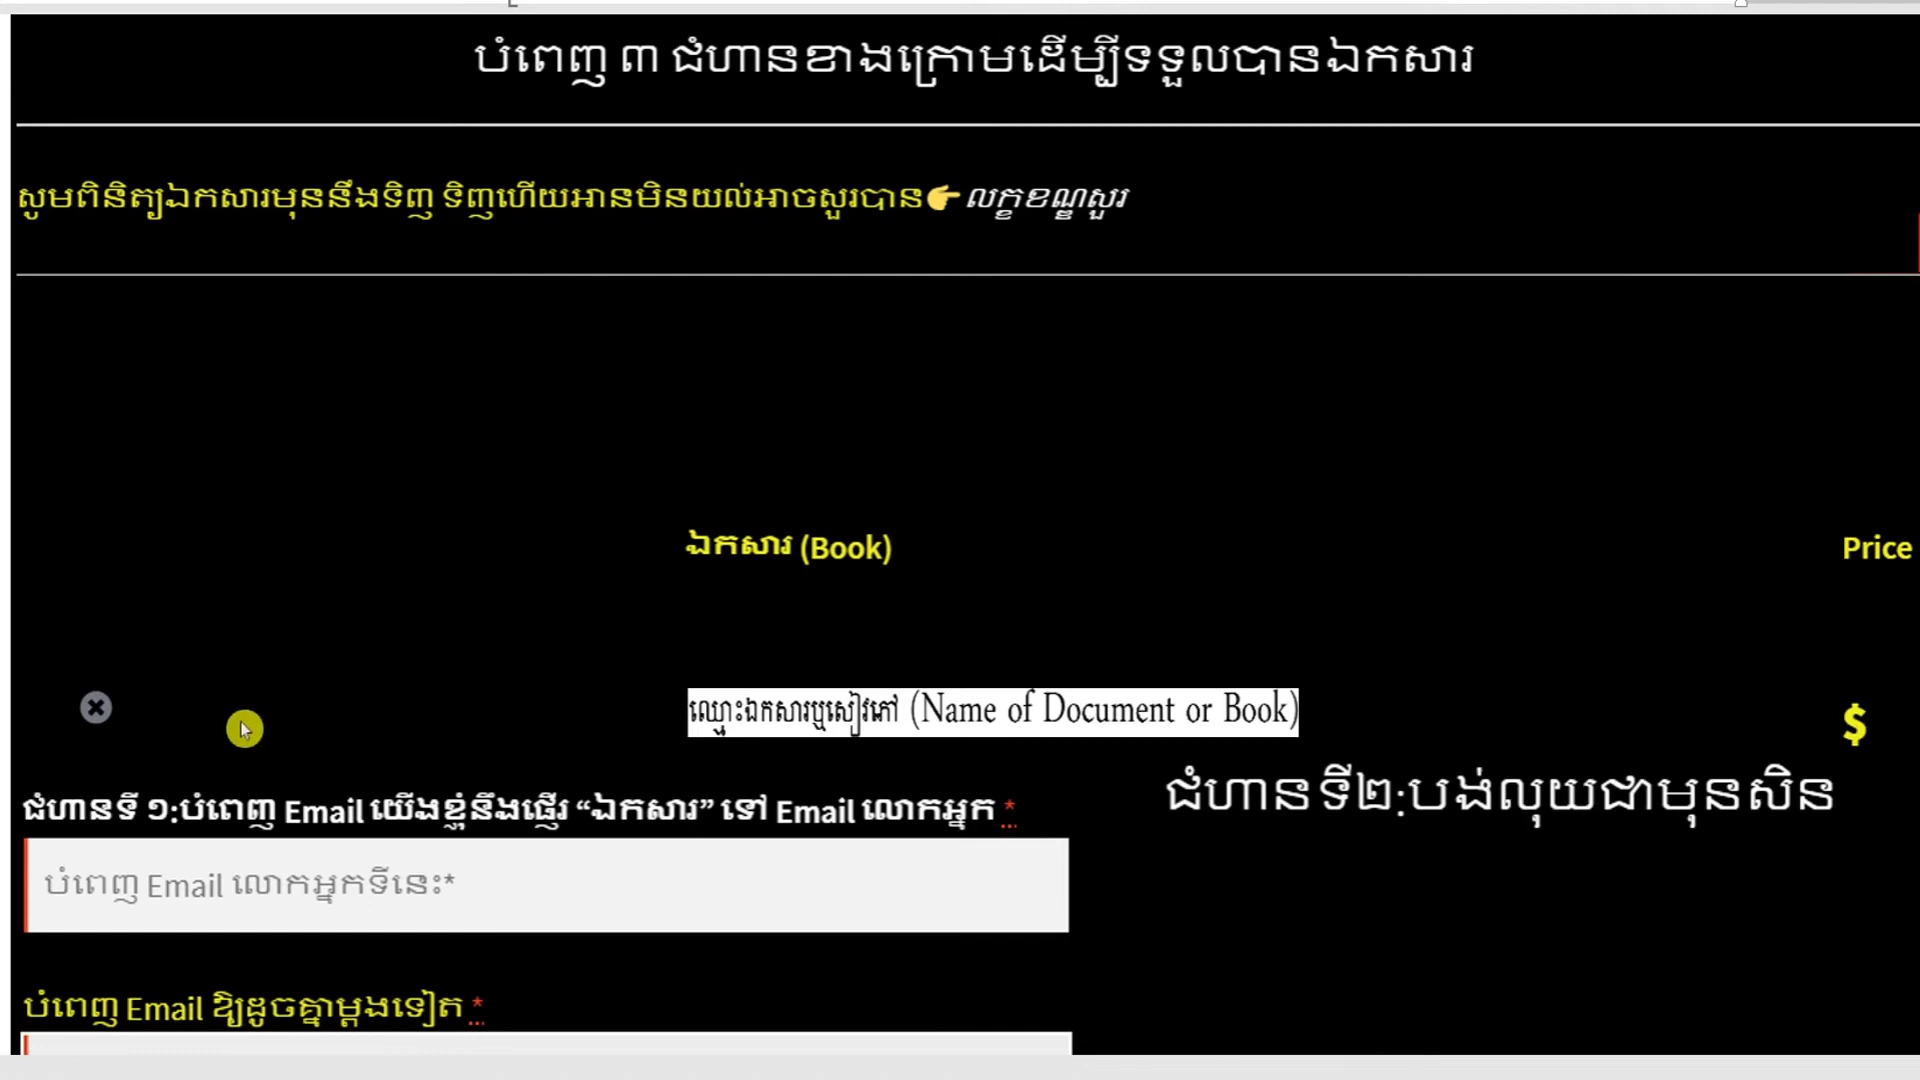 បំពេញ ៣ ជំហានខាងក្រោមដើម្បីទទួលបានឯកសារ
សូមពិនិត្យឯកសារមុននឹងទិញ ទិញហើយអានមិនយល់អាចសួរបាន👉លក្ខខណ្ឌសួរ
ឯកសារ (Book) Price
ឈ្មោះឯកសារឬសៀវភៅ (Name of Document or Book) $
ជំហានទី២:បង់លុយជាមុនសិន
ជំហានទី ១:បំពេញ Email យើងខ្ញុំនឹងផ្ញើរ “ឯកសារ” ទៅ Email លោកអ្នក *
បំពេញ Email លោកអ្នកទីនេះ*
បំពេញ Email ឱ្យដូចគ្នាម្តងទៀត *